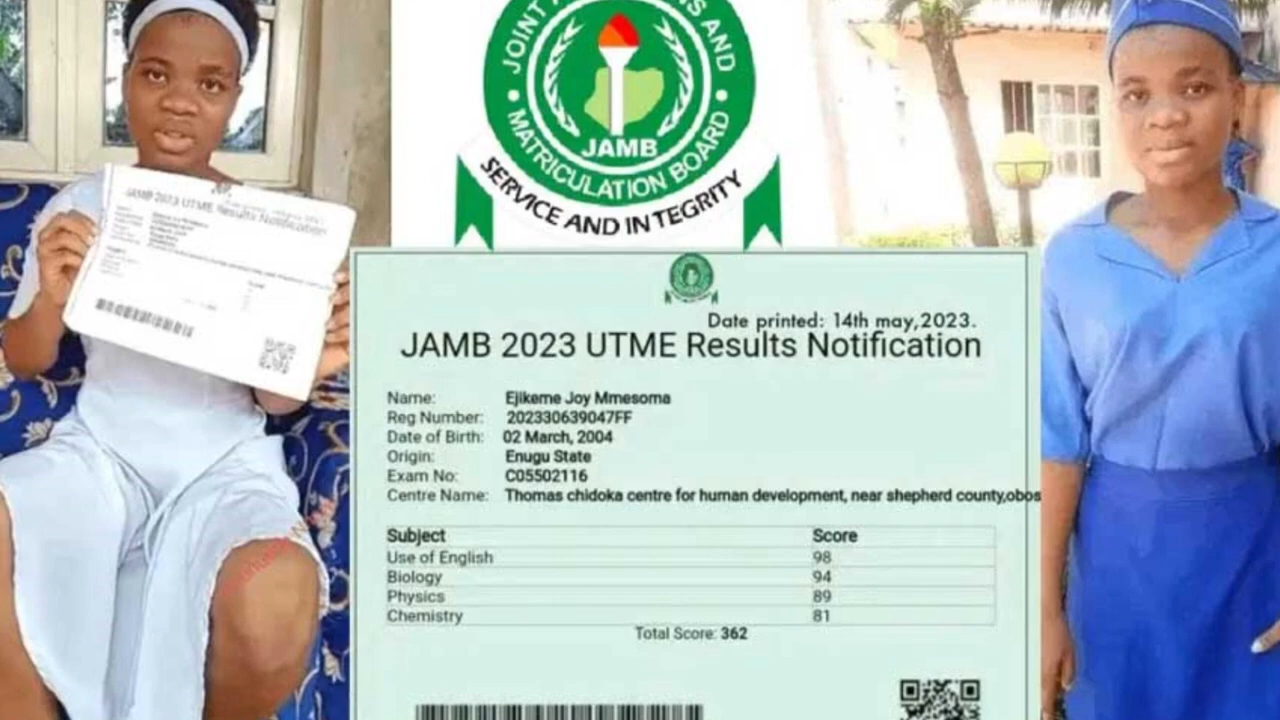 JAMB 2023 UTME Results Notification
JOINT
S AND
MATRICULATION BOARD
JAMB
SERVICE AND INTEGRITY
Date printed: 14th may,2023.
JAMB 2023 UTME Results Notification
Name: Ejikeme Joy Mmesoma
Reg Number: 202330639047FF
Date of Birth: 02 March, 2004
Origin: Enugu State
Exam No: C05502116
Centre Name: Thomas chidoka centre for human development, near shepherd county,obos
Subject Score
Use of English 98
Biology 94
Physics 89
Chemistry 81
Total Score: 362